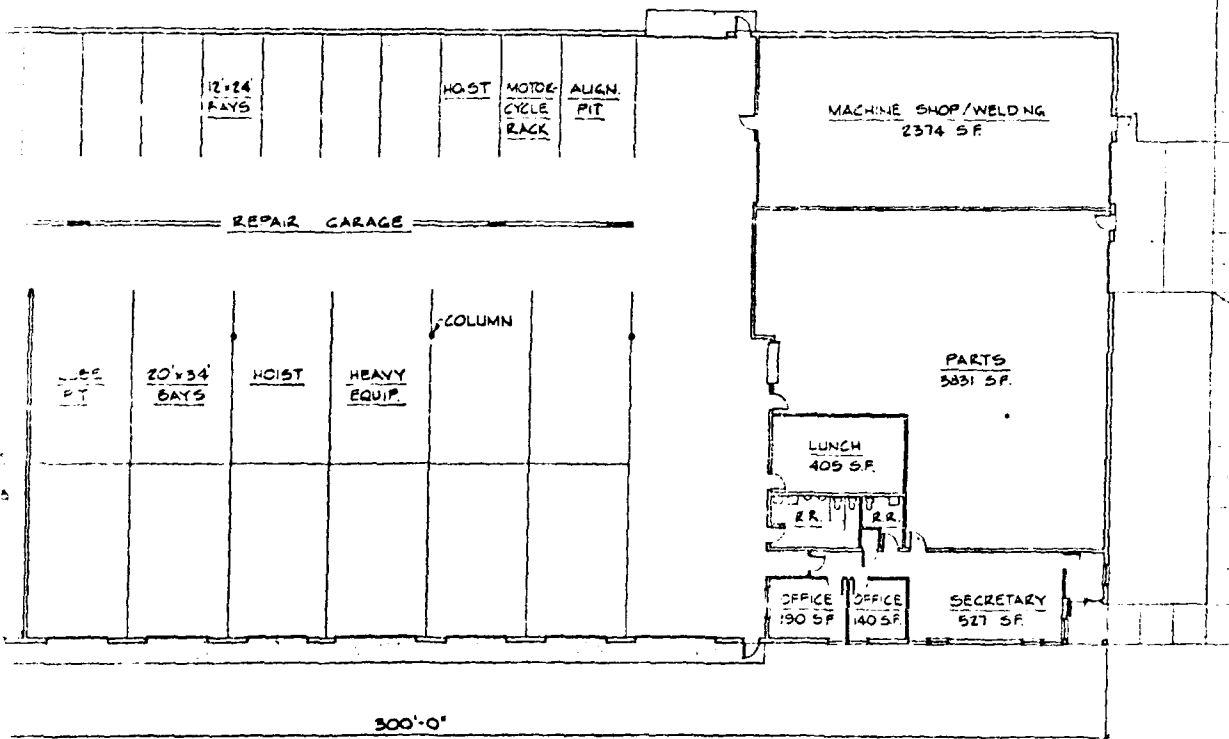 12'x24'
BAYS
HOIST
MOTOR-
CYCLE
RACK
ALIGN.
PIT
MACHINE SHOP/WELDING
2374 S.F.
REPAIR GARAGE
COLUMN
PIT
20'x34'
BAYS
HOIST
HEAVY
EQUIP.
PARTS
3831 S.F.
LUNCH
405 S.F.
R.R.
R.R.
OFFICE
190 S.F.
OFFICE
140 S.F.
SECRETARY
527 S.F.
300'-0"